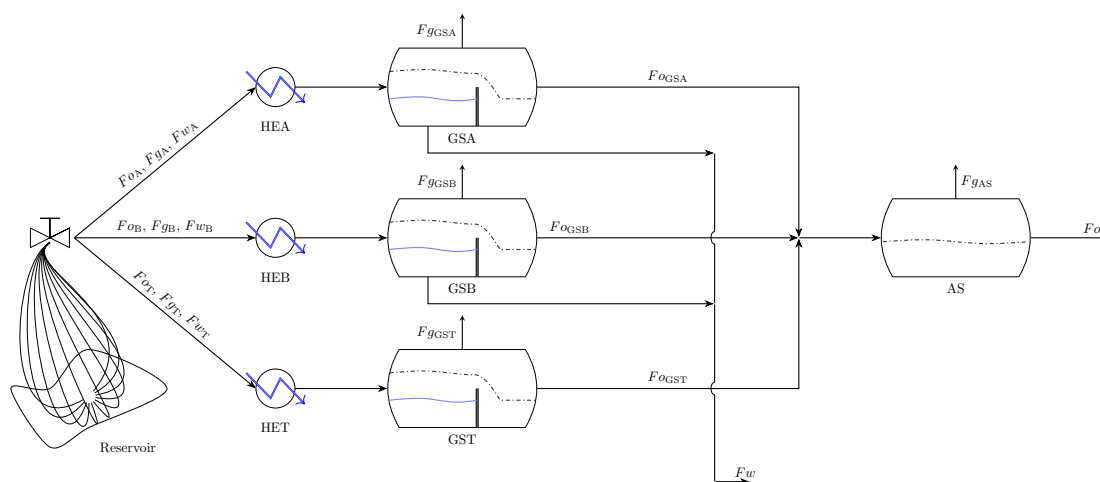 Fg_GSA
Fo_GSA
HEA
GSA
Fo_A, Fg_A, Fw_A
Fg_GSB
Fg_AS
Fo_B, Fg_B, Fw_B
Fo_GSB
Fo
HEB
GSB
AS
Fo_T, Fg_T, Fw_T
Fg_GST
Fo_GST
HET
GST
Reservoir
Fw